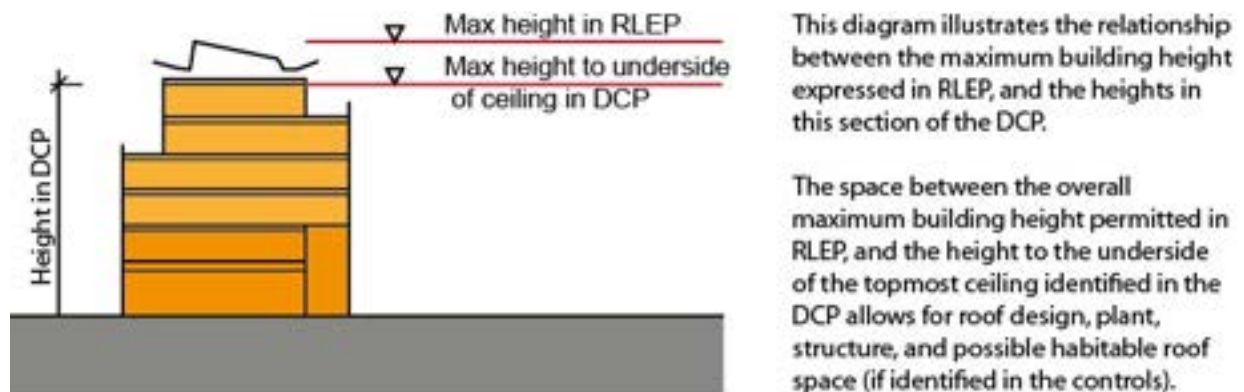 Max height in RLEP
Max height to underside
of ceiling in DCP
Height in DCP
This diagram illustrates the relationship
between the maximum building height
expressed in RLEP, and the heights in
this section of the DCP.
The space between the overall
maximum building height permitted in
RLEP, and the height to the underside
of the topmost ceiling identified in the
DCP allows for roof design, plant,
structure, and possible habitable roof
space (if identified in the controls).